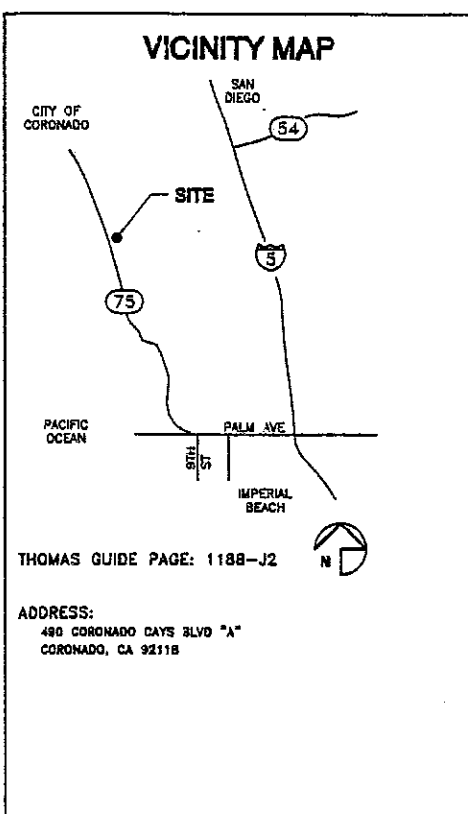 VICINITY MAP
SAN
DIEGO
CITY OF
CORONADO
54
SITE
5
75
PACIFIC
OCEAN
PALM AVE
9TH
ST
IMPERIAL
BEACH
N
THOMAS GUIDE PAGE: 1188-J2
ADDRESS:
490 CORONADO CAYS BLVD "A"
CORONADO, CA 92118